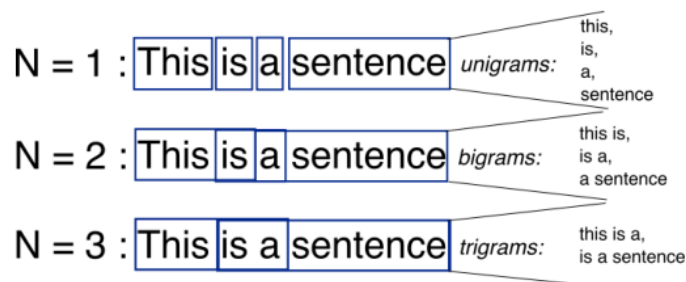 N = 1 : This is a sentence unigrams:
this,
is,
a,
sentence
N = 2 : This is a sentence bigrams:
this is,
is a,
a sentence
N = 3 : This is a sentence trigrams:
this is a,
is a sentence